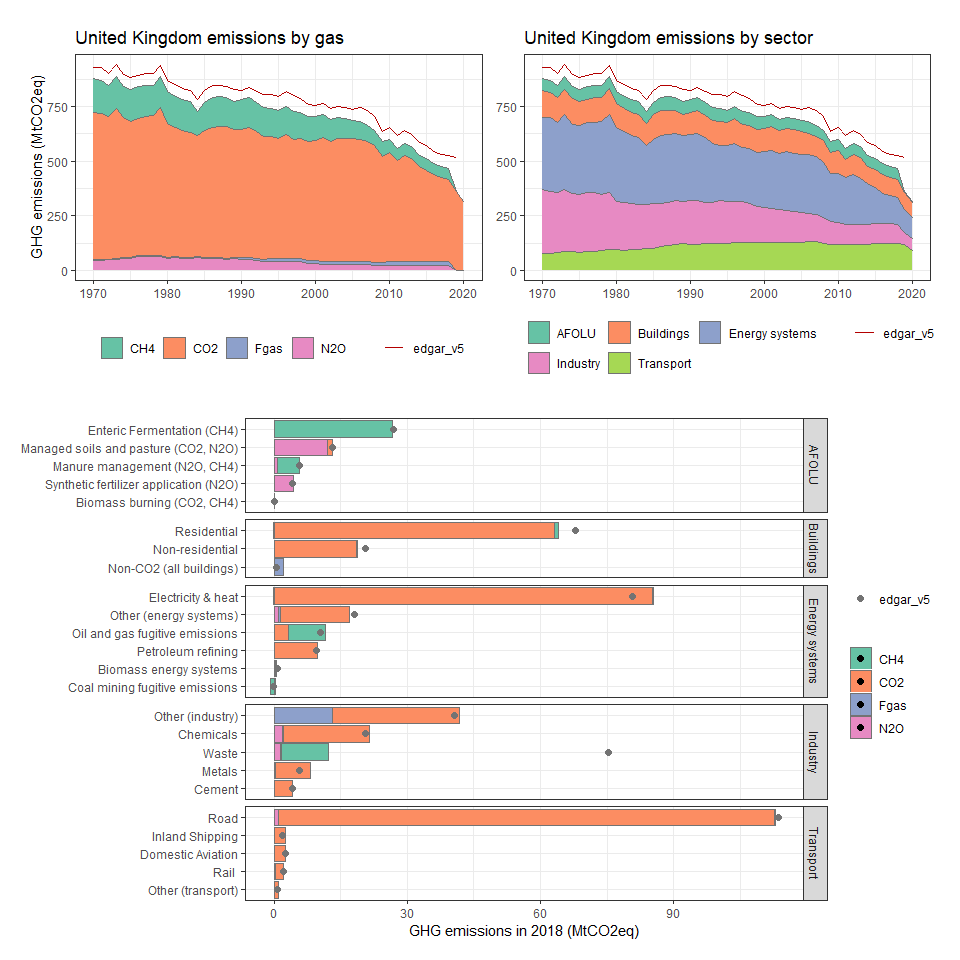 United Kingdom emissions by gas
GHG emissions (MtCO2eq)
750
500
250
0
1970 1980 1990 2000 2010 2020
CH4 CO2 Fgas N2O edgar_v5
United Kingdom emissions by sector
750
500
250
0
1970 1980 1990 2000 2010 2020
AFOLU Buildings Energy systems edgar_v5
Industry Transport
Enteric Fermentation (CH4)
Managed soils and pasture (CO2, N2O)
Manure management (N2O, CH4)
Synthetic fertilizer application (N2O)
Biomass burning (CO2, CH4)
AFOLU
Residential
Non-residential
Non-CO2 (all buildings)
Buildings
Electricity & heat
Other (energy systems)
Oil and gas fugitive emissions
Petroleum refining
Biomass energy systems
Coal mining fugitive emissions
Energy systems
Other (industry)
Chemicals
Waste
Metals
Cement
Industry
Road
Inland Shipping
Domestic Aviation
Rail
Other (transport)
Transport
0 30 60 90
GHG emissions in 2018 (MtCO2eq)
edgar_v5
CH4
CO2
Fgas
N2O